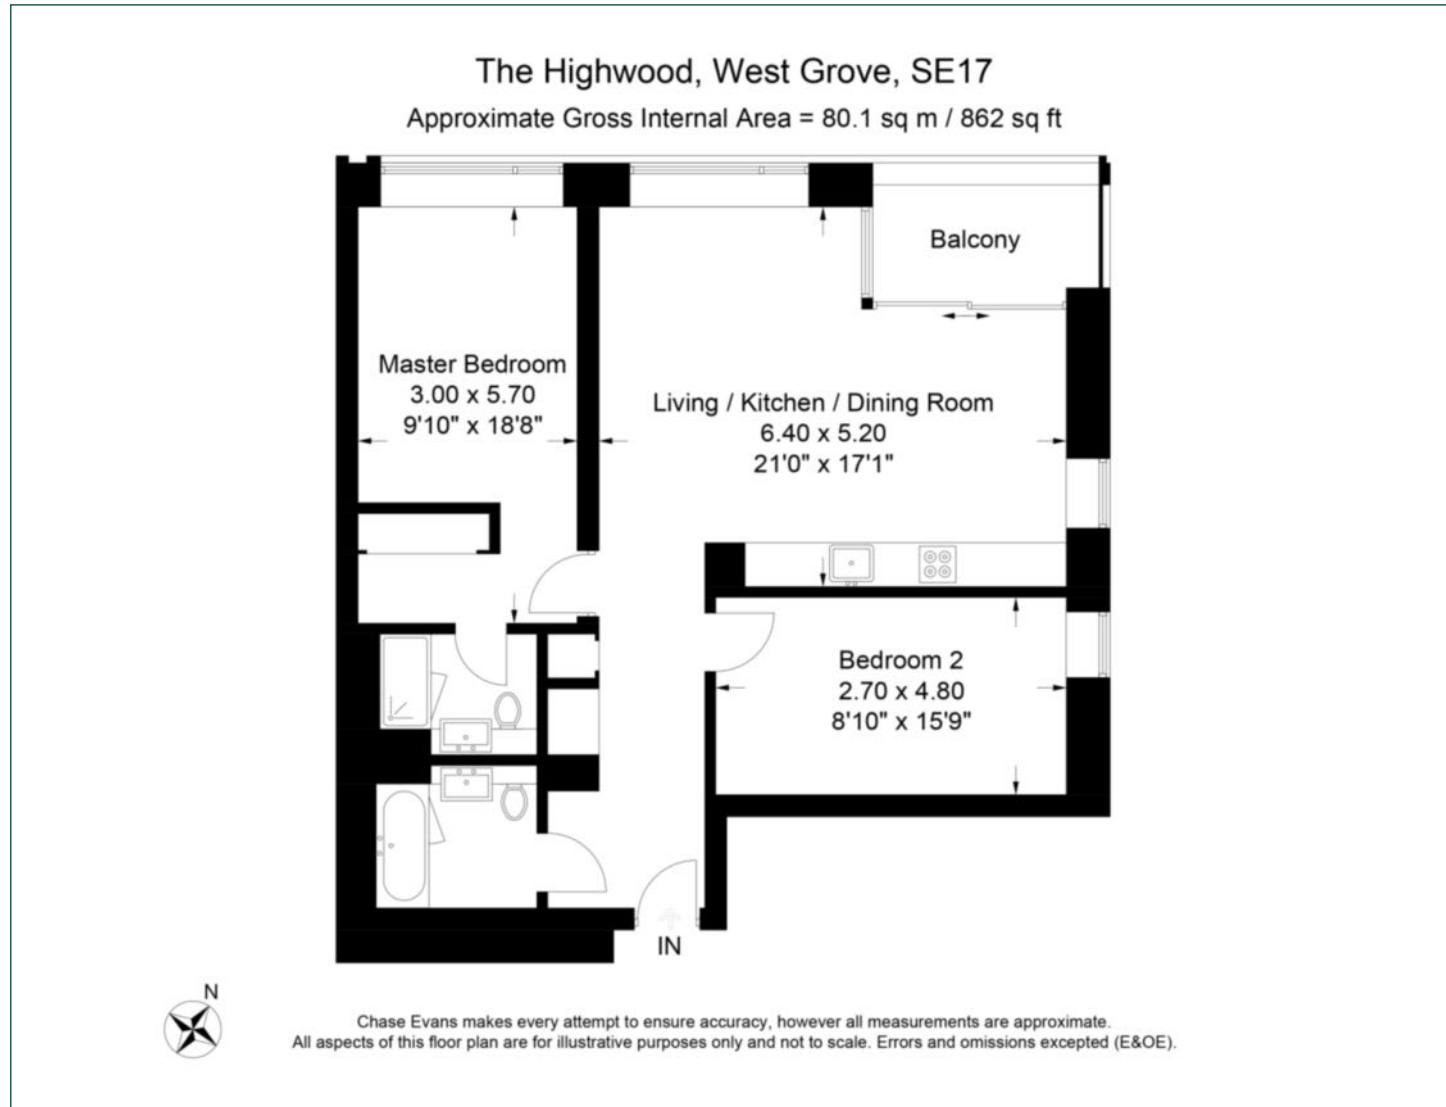 The Highwood, West Grove, SE17
Approximate Gross Internal Area = 80.1 sq m / 862 sq ft
Balcony
Master Bedroom
3.00 x 5.70
9'10" x 18'8"
Living / Kitchen / Dining Room
6.40 x 5.20
21'0" x 17'1"
Bedroom 2
2.70 x 4.80
8'10" x 15'9"
IN
N
Chase Evans makes every attempt to ensure accuracy, however all measurements are approximate.
All aspects of this floor plan are for illustrative purposes only and not to scale. Errors and omissions excepted (E&OE).